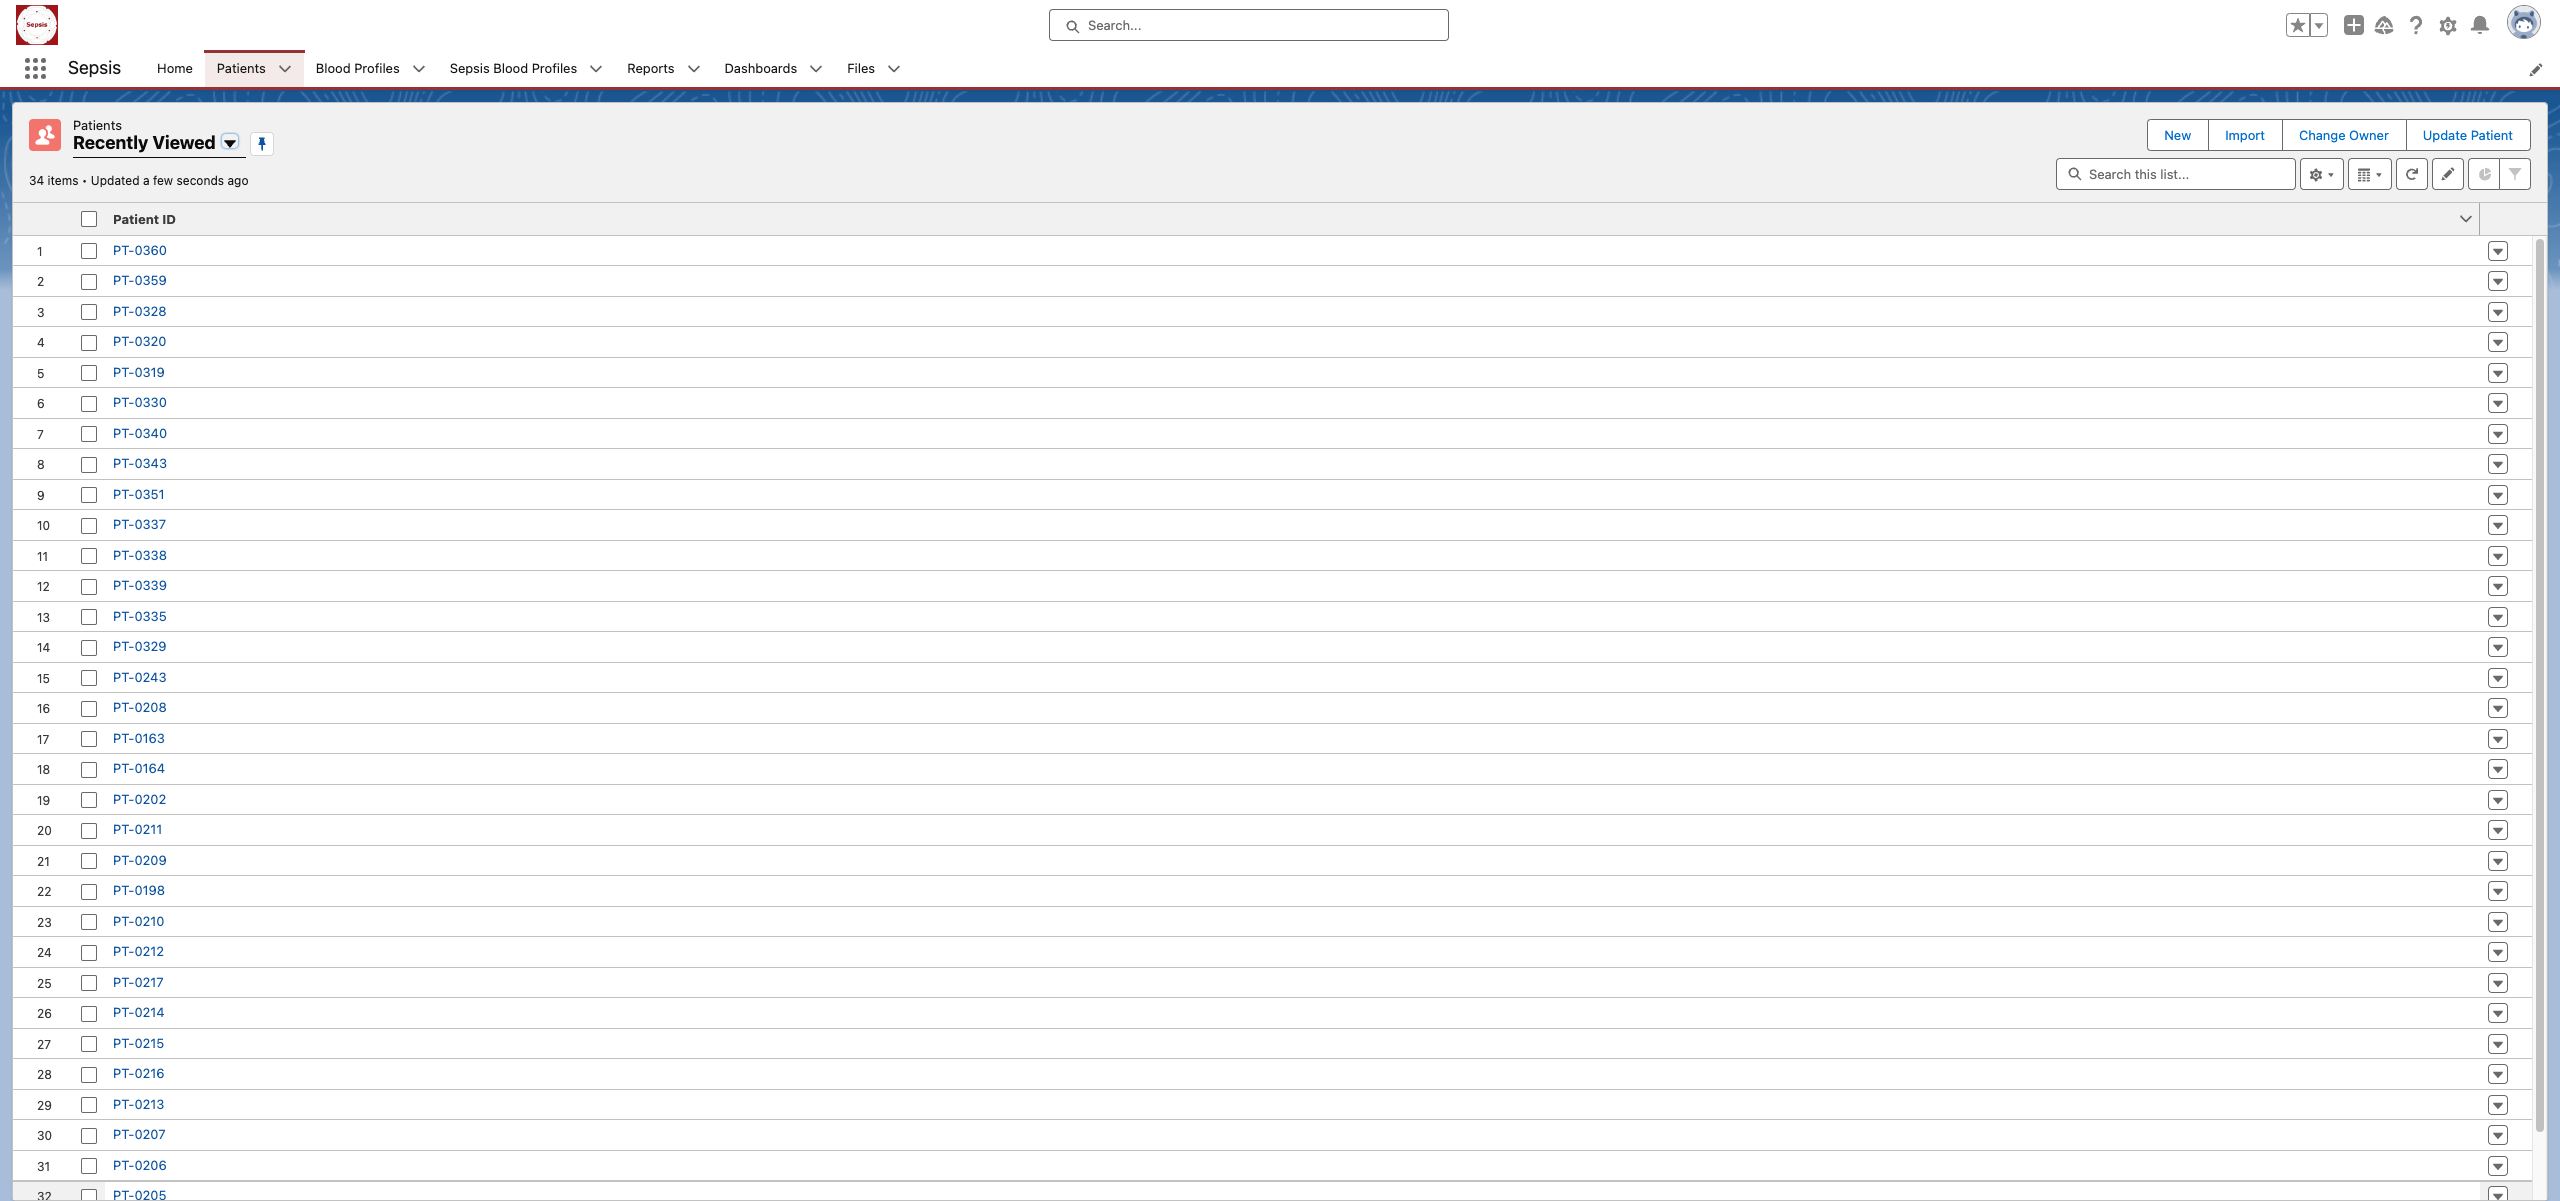 Sepsis
Search...
Sepsis
Home
Patients
Blood Profiles
Sepsis Blood Profiles
Reports
Dashboards
Files
Patients
Recently Viewed
New
Import
Change Owner
Update Patient
34 items • Updated a few seconds ago
Search this list...
Patient ID
1 PT-0360
2 PT-0359
3 PT-0328
4 PT-0320
5 PT-0319
6 PT-0330
7 PT-0340
8 PT-0343
9 PT-0351
10 PT-0337
11 PT-0338
12 PT-0339
13 PT-0335
14 PT-0329
15 PT-0243
16 PT-0208
17 PT-0163
18 PT-0164
19 PT-0202
20 PT-0211
21 PT-0209
22 PT-0198
23 PT-0210
24 PT-0212
25 PT-0217
26 PT-0214
27 PT-0215
28 PT-0216
29 PT-0213
30 PT-0207
31 PT-0206
32 PT-0205